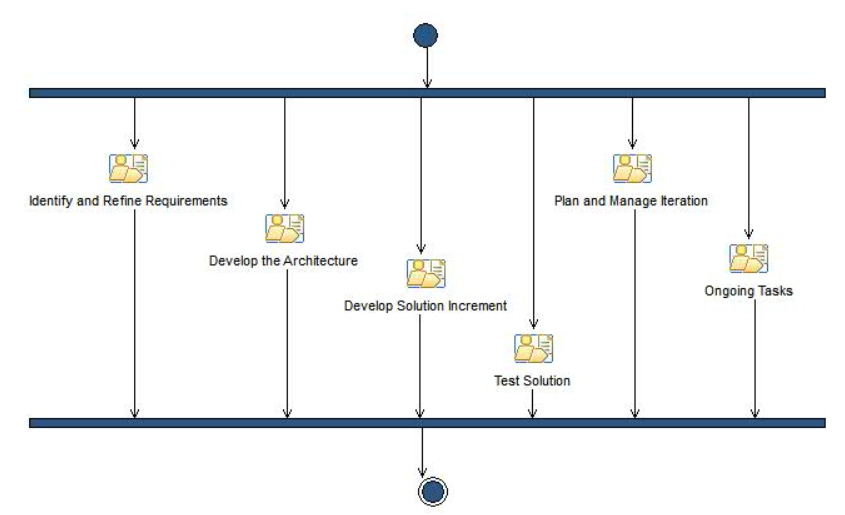 Identify and Refine Requirements
Plan and Manage Iteration
Develop the Architecture
Ongoing Tasks
Develop Solution Increment
Test Solution